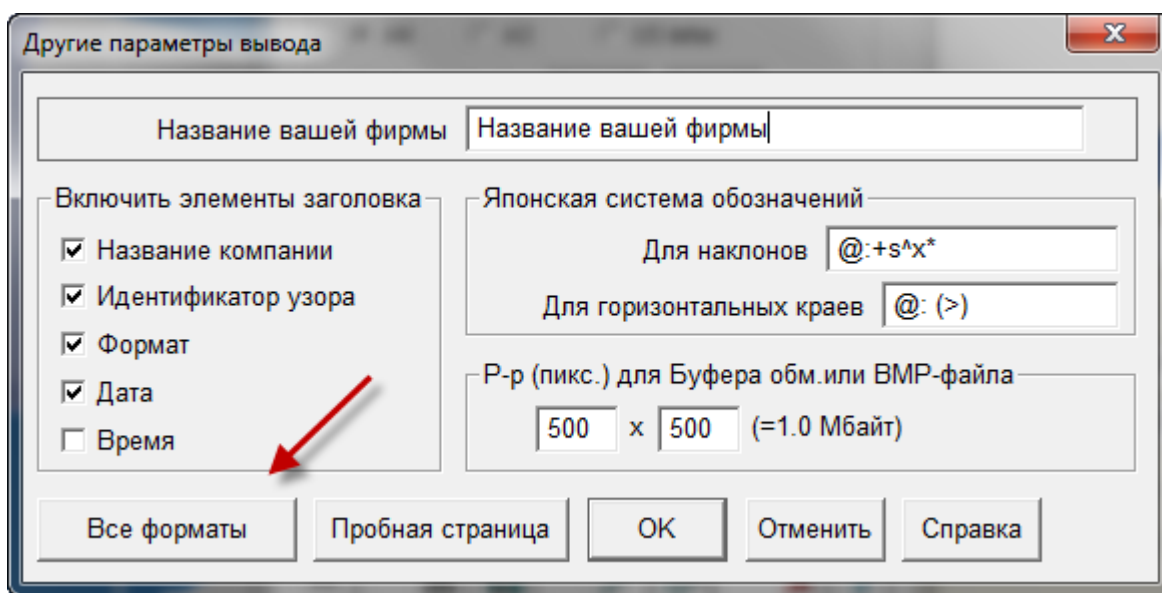 Другие параметры вывода
Название вашей фирмы
Название вашей фирмы
Включить элементы заголовка
Название компании
Идентификатор узора
Формат
Дата
Время
Японская система обозначений
Для наклонов @:+s^x*
Для горизонтальных краев @: (>)
Р-р (пикс.) для Буфера обм.или BMP-файла
500 x 500 (=1.0 Мбайт)
Все форматы
Пробная страница
OK
Отменить
Справка